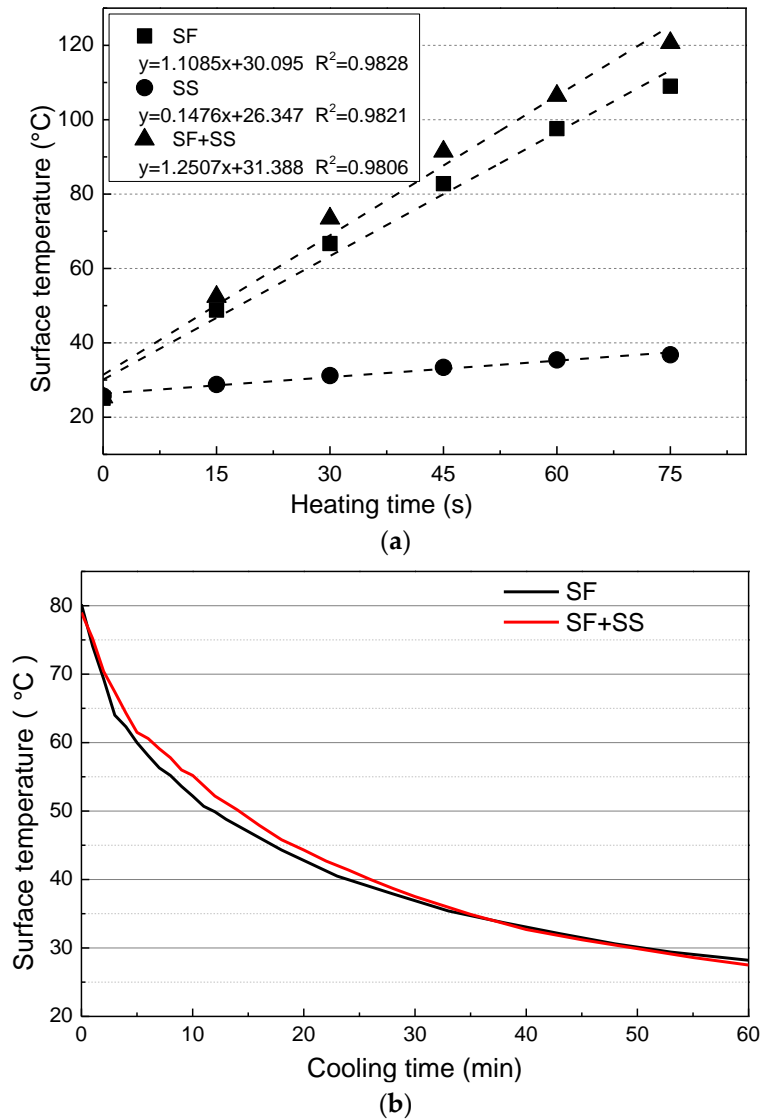 SF
y=1.1085x+30.095 R²=0.9828
SS
y=0.1476x+26.347 R²=0.9821
SF+SS
y=1.2507x+31.388 R²=0.9806
Surface temperature (°C)
120
100
80
60
40
20
0 15 30 45 60 75
Heating time (s)
(a)
SF
SF+SS
Surface temperature ( °C )
80
70
60
50
40
30
20
0 10 20 30 40 50 60
Cooling time (min)
(b)